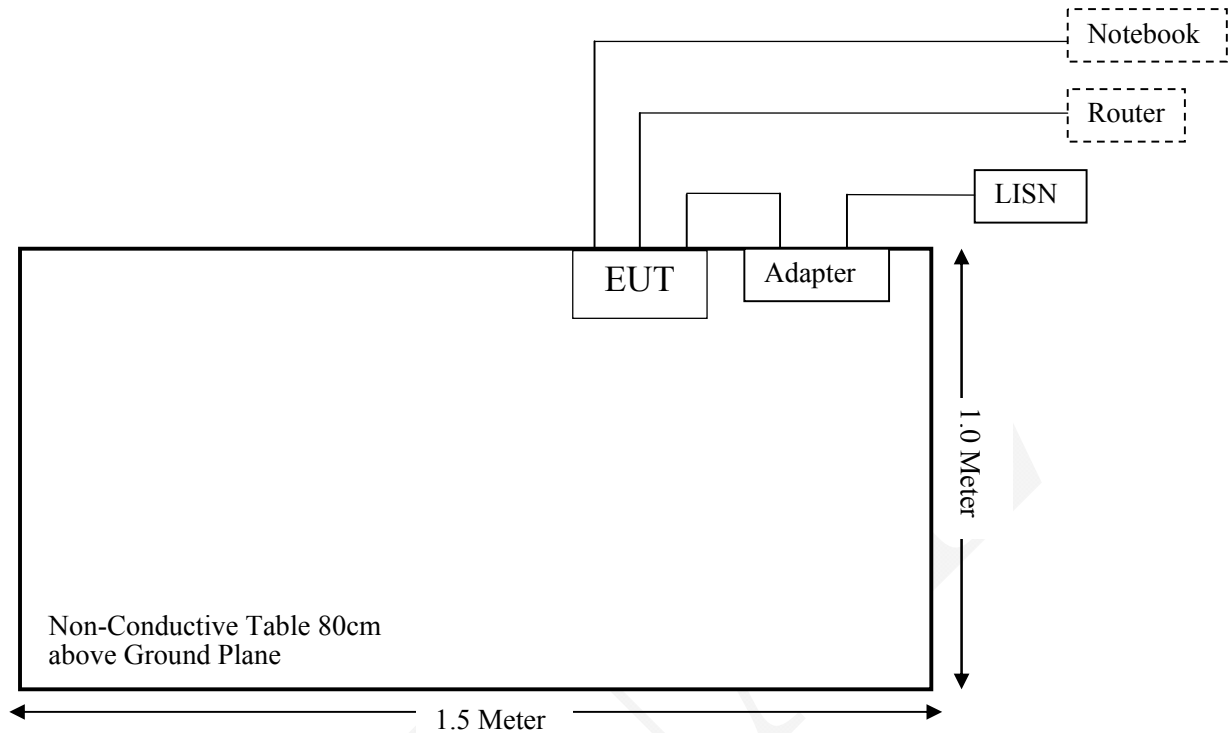 Notebook
Router
LISN
EUT
Adapter
1.0 Meter
Non-Conductive Table 80cm
above Ground Plane
1.5 Meter